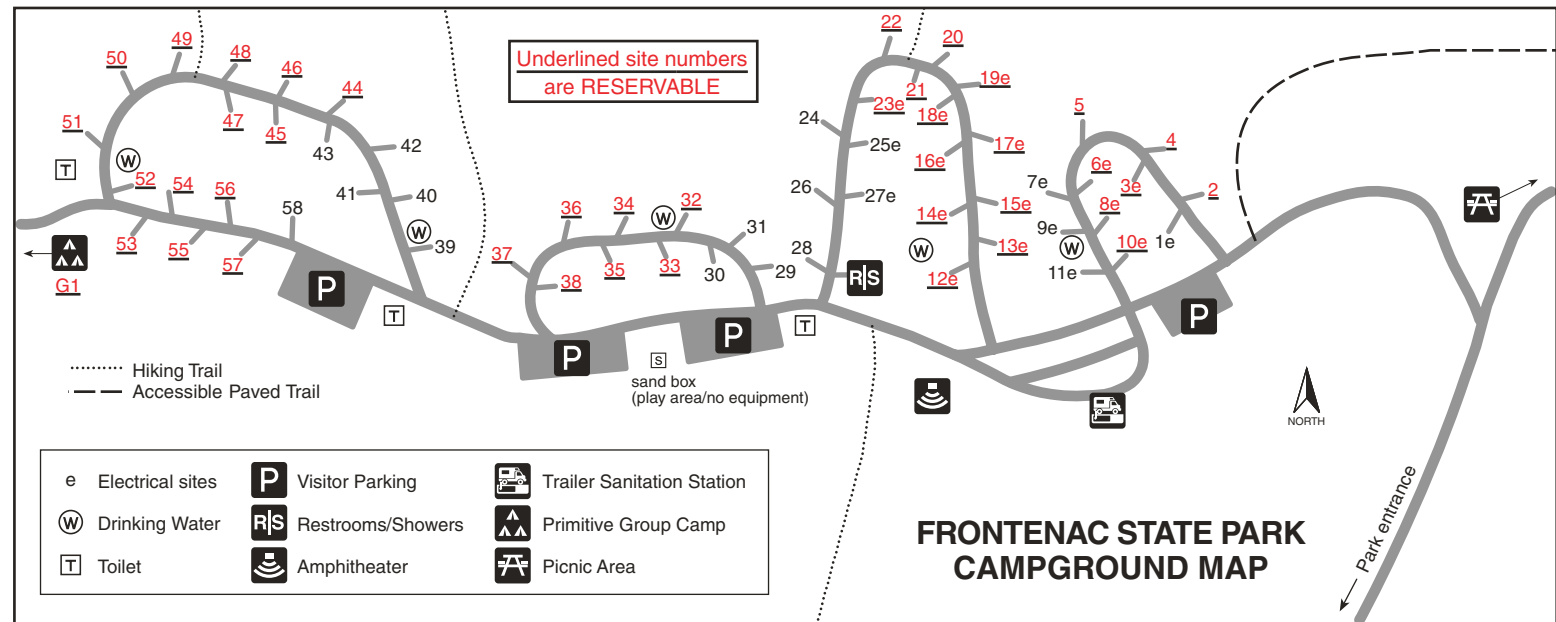 Underlined site numbers
are RESERVABLE
49
50
48
46
44
47
45
43
42
51
T
W
52
54
56
58
41
40
W
39
53
55
57
G1
P
T
37
36
34
W
32
31
38
35
33
30
29
P
S
P
T
sand box
(play area/no equipment)
22
20
21
19e
23e
18e
24
25e
17e
16e
26
27e
15e
14e
28
R|S
W
13e
12e
5
4
6e
3e
7e
2
8e
9e
W
1e
10e
11e
P
NORTH
Park entrance
Hiking Trail
Accessible Paved Trail
e Electrical sites
P Visitor Parking
Trailer Sanitation Station
W Drinking Water
R|S Restrooms/Showers
Primitive Group Camp
T Toilet
Amphitheater
Picnic Area
FRONTENAC STATE PARK
CAMPGROUND MAP